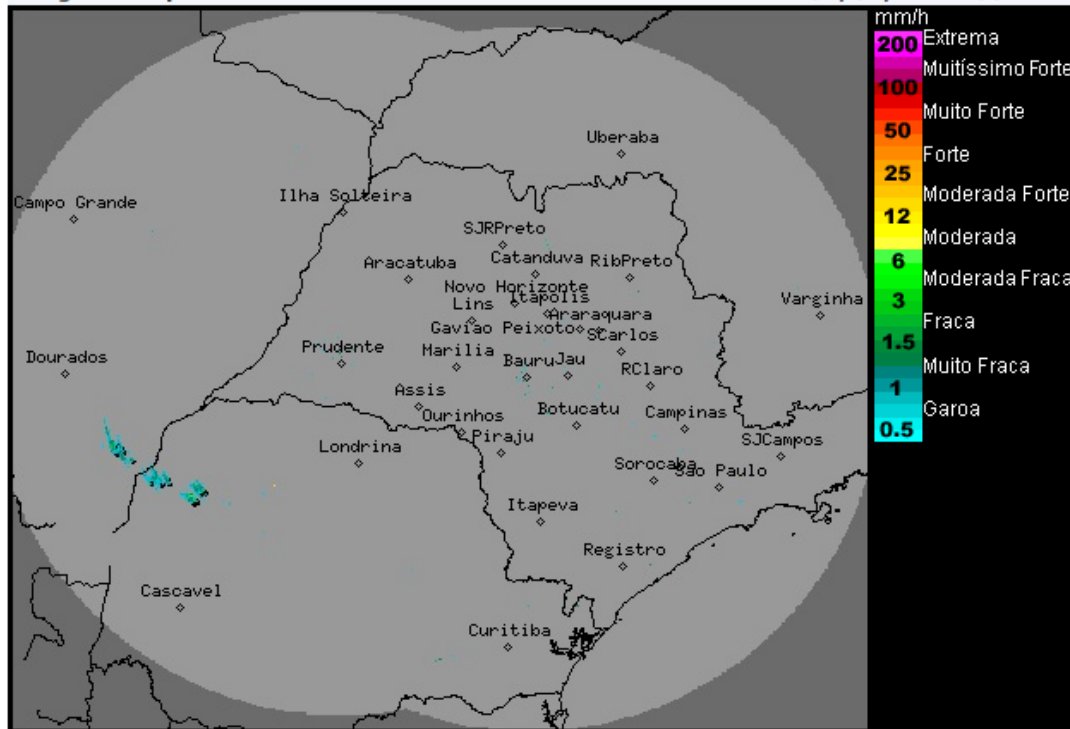 mm/h
200 Extrema
Muitíssimo Forte
100
Muito Forte
50
Forte
25
Moderada Forte
12
Moderada
6
Moderada Fraca
3
Fraca
1.5
Muito Fraca
1
Garoa
0.5
Uberaba
Campo Grande
Ilha Solteira
SJRPreto
Catanduva
RibPreto
Aracatuba
Novo Horizonte
Itapolis
Lins
Araraquara
Varginha
Gaviao Peixoto
SCarlos
Prudente
Marilia
Dourados
Bauru
Jau
RClaro
Assis
Ourinhos
Botucatu
Campinas
Piraju
Londrina
SJCampos
Sorocaba
Sao Paulo
Itapeva
Registro
Cascavel
Curitiba